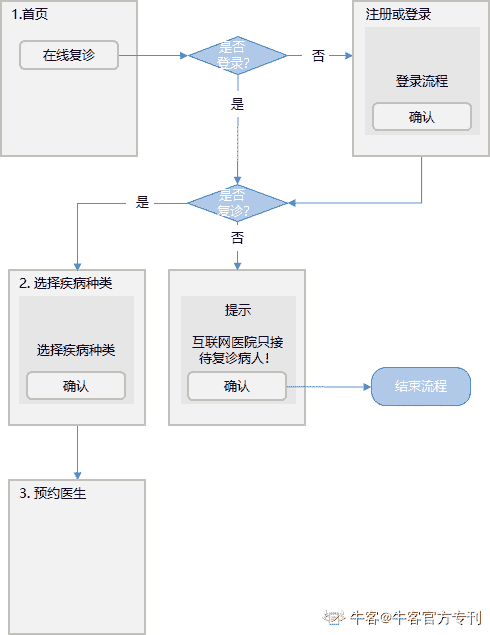 1.首页
在线复诊
是否
登录?
否
注册或登录
登录流程
确认
是
是否
复诊?
是
否
2. 选择疾病种类
选择疾病种类
确认
提示
互联网医院只接
待复诊病人!
确认
结束流程
3. 预约医生
牛客@牛客官方专刊